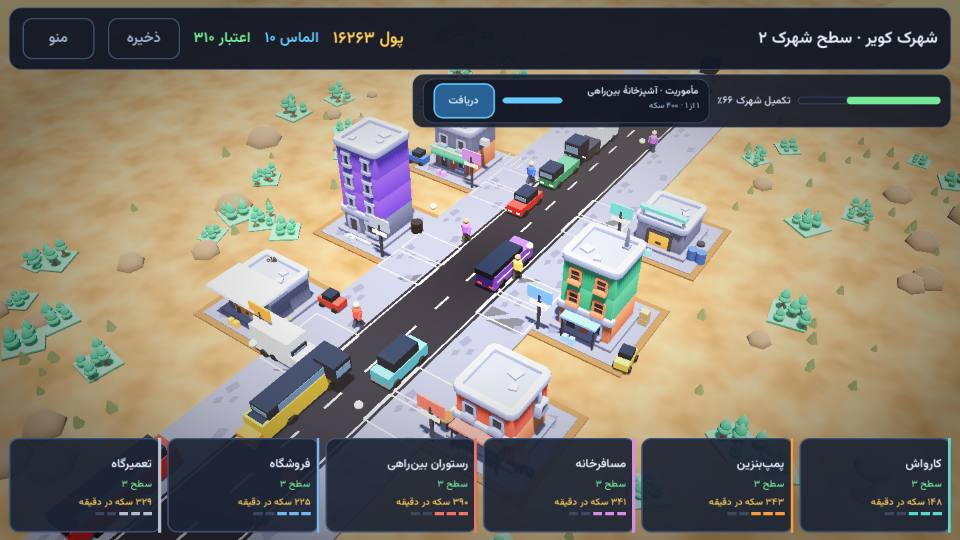 شهرک کویر · سطح شهرک ۲
پول ۱۶۲۶۳
الماس ۱۰
اعتبار ۳۱۰
ذخیره
منو
تکمیل شهرک ۶۶٪
مأموریت · آشپزخانهٔ بین‌راهی
۱ از ۱ · ۴۰۰ سکه
دریافت
کارواش
سطح ۳
۱۴۸ سکه در دقیقه
پمپ‌بنزین
سطح ۳
۳۴۳ سکه در دقیقه
مسافرخانه
سطح ۳
۳۴۱ سکه در دقیقه
رستوران بین‌راهی
سطح ۳
۳۹۰ سکه در دقیقه
فروشگاه
سطح ۳
۲۲۵ سکه در دقیقه
تعمیرگاه
سطح ۳
۳۲۹ سکه در دقیقه